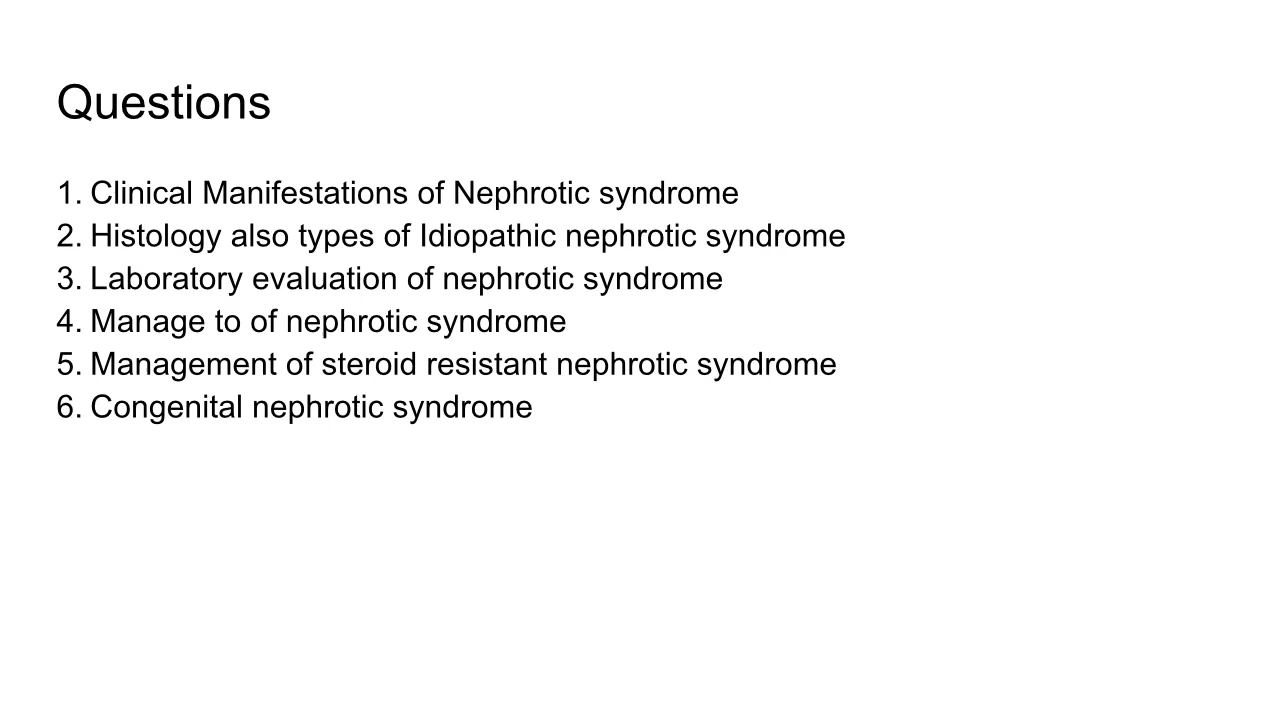 Questions
1. Clinical Manifestations of Nephrotic syndrome
2. Histology also types of Idiopathic nephrotic syndrome
3. Laboratory evaluation of nephrotic syndrome
4. Manage to of nephrotic syndrome
5. Management of steroid resistant nephrotic syndrome
6. Congenital nephrotic syndrome